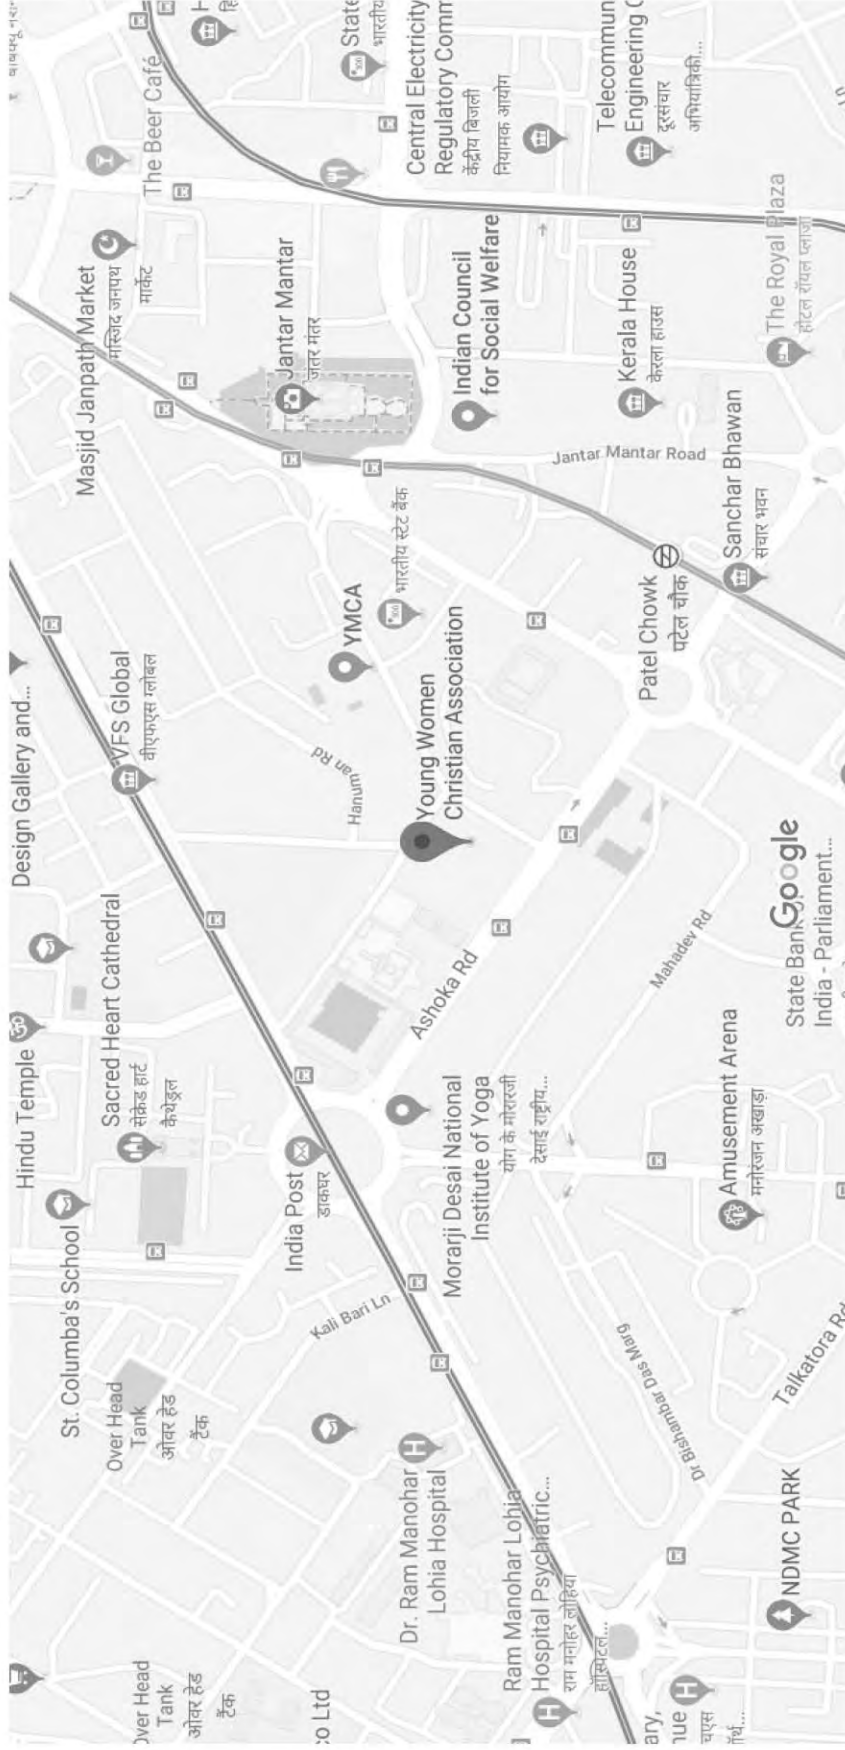 Hindu Temple
Design Gallery and...
St. Columba's School
Sacred Heart Cathedral
सेक्रेड हार्ट
कैथेड्रल
VFS Global
वीएफएस ग्लोबल
Masjid Janpath Market
मस्जिद जनपथ
मार्केट
The Beer Café
Over Head
Tank
ओवर हेड
टैंक
Over Head
Tank
ओवर हेड
टैंक
India Post
डाकघर
Kali Bari Ln
Hanuman Rd
YMCA
भारतीय स्टेट बैंक
Jantar Mantar
जंतर मंतर
State
भारतीय
Dr. Ram Manohar
Lohia Hospital
Ashoka Rd
Young Women
Christian Association
Indian Council
for Social Welfare
Central Electricity
Regulatory Comm
केंद्रीय बिजली
नियामक आयोग
Morarji Desai National
Institute of Yoga
योग के मोरारजी
देसाई राष्ट्रीय...
Ram Manohar Lohia
Hospital Psychiatric...
राम मनोहर लोहिया
हॉस्पिटल...
Jantar Mantar Road
Kerala House
केरला हाउस
Telecommun
Engineering
दूरसंचार
अभियांत्रिकी...
Dr Bishambar Das Marg
Mahadev Rd
Patel Chowk
पटेल चौक
Sanchar Bhawan
संचार भवन
Amusement Arena
मनोरंजन अखाड़ा
The Royal Plaza
होटल रॉयल प्लाजा
Talkatora Rd
NDMC PARK
Google
State Bank
India - Parliament...